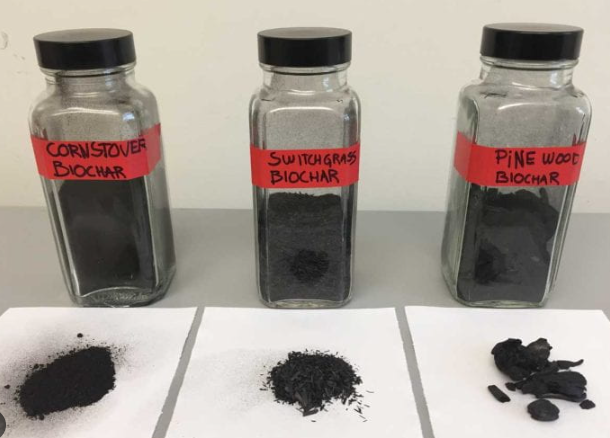 CORNSTOVER
BIOCHAR
SWITCHGRASS
BIOCHAR
PiNE WOOD
BIOCHAR